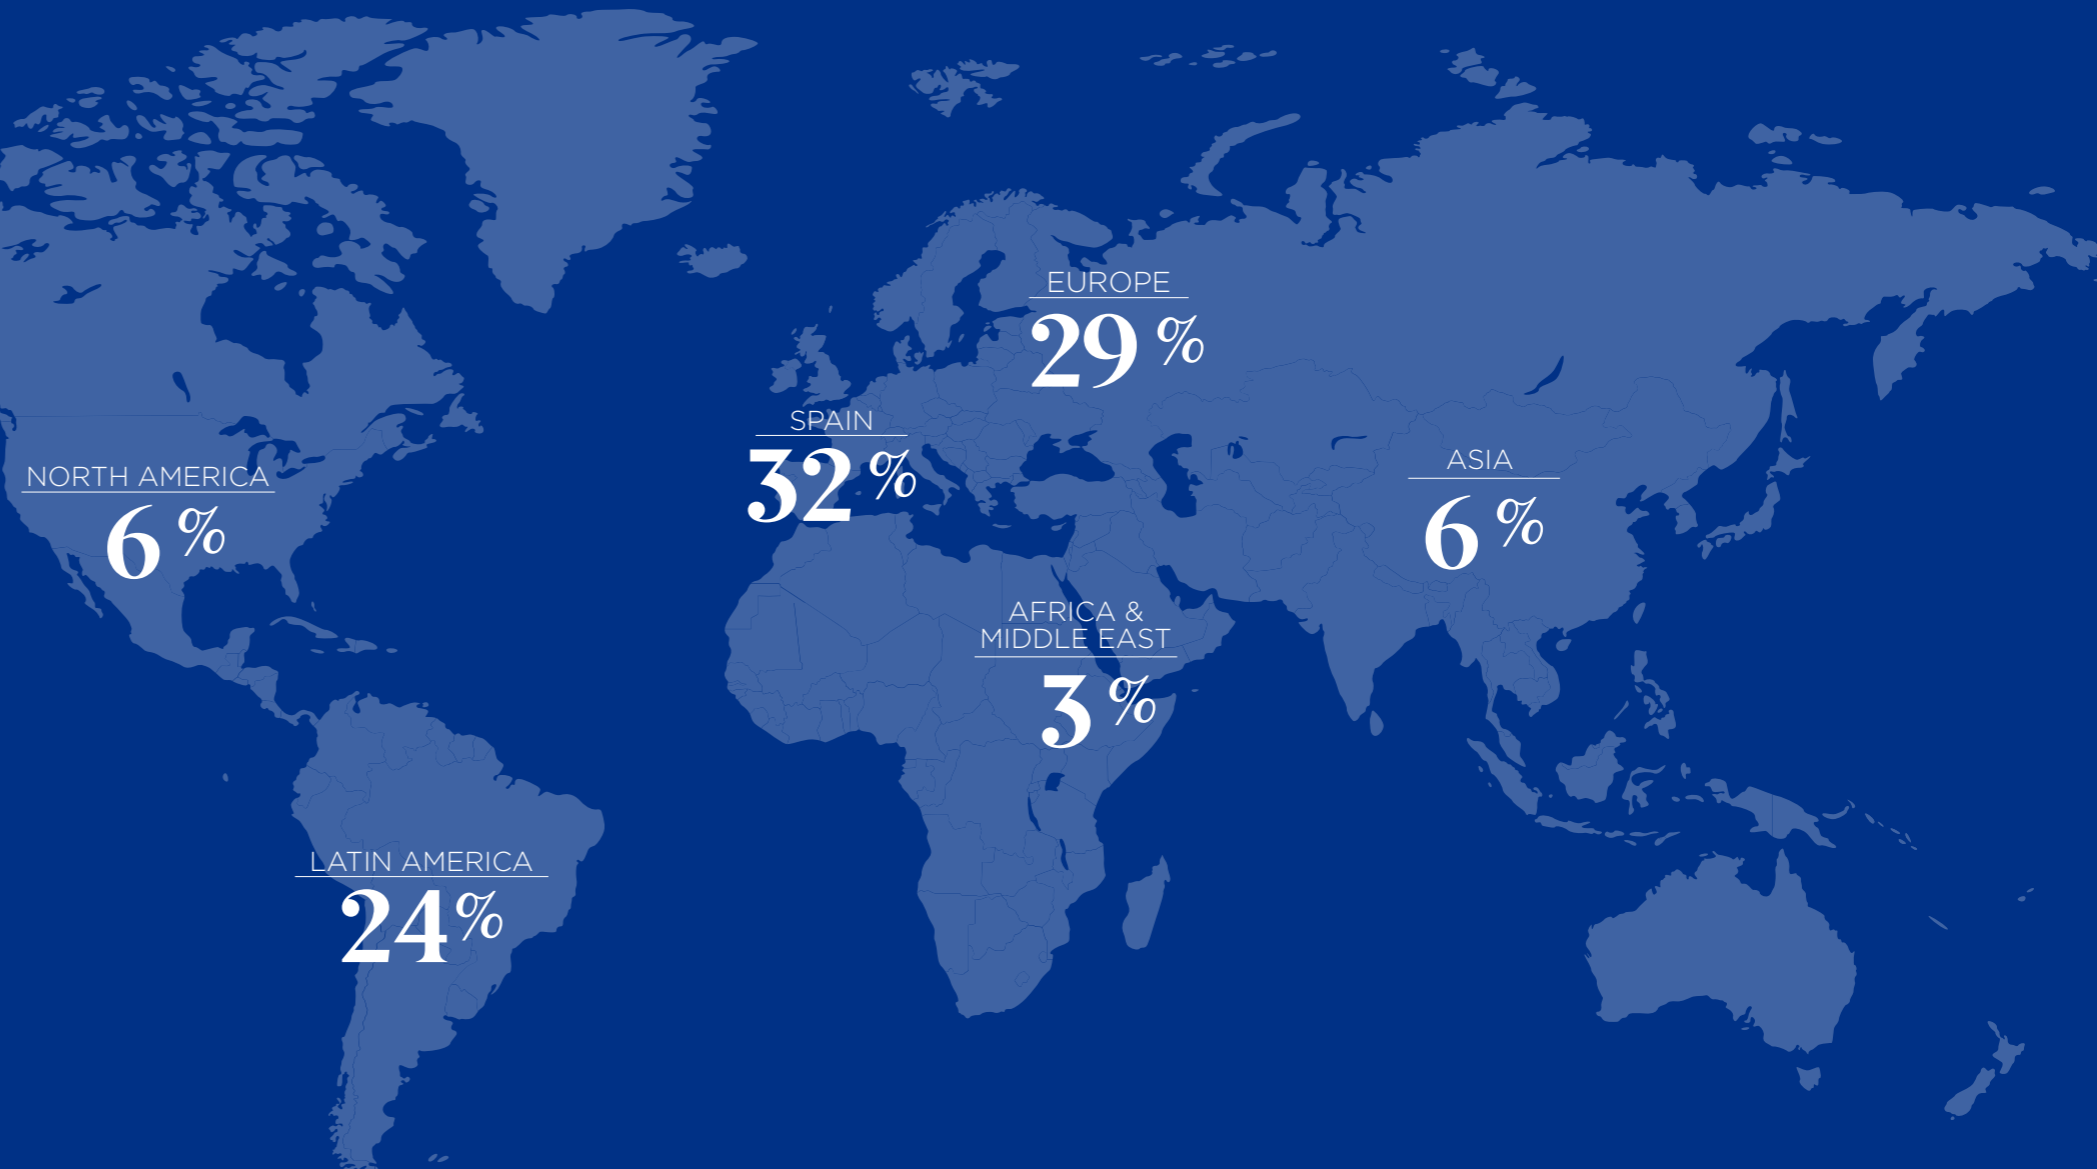 EUROPE
29 %
SPAIN
32 %
NORTH AMERICA
6 %
ASIA
6 %
AFRICA &
MIDDLE EAST
3 %
LATIN AMERICA
24%